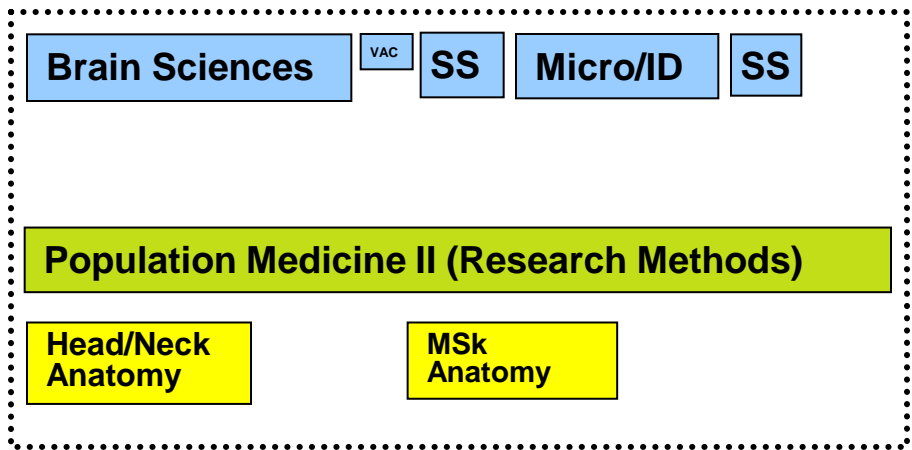 Brain Sciences
VAC
SS
Micro/ID
SS
Population Medicine II (Research Methods)
Head/Neck
Anatomy
MSk
Anatomy